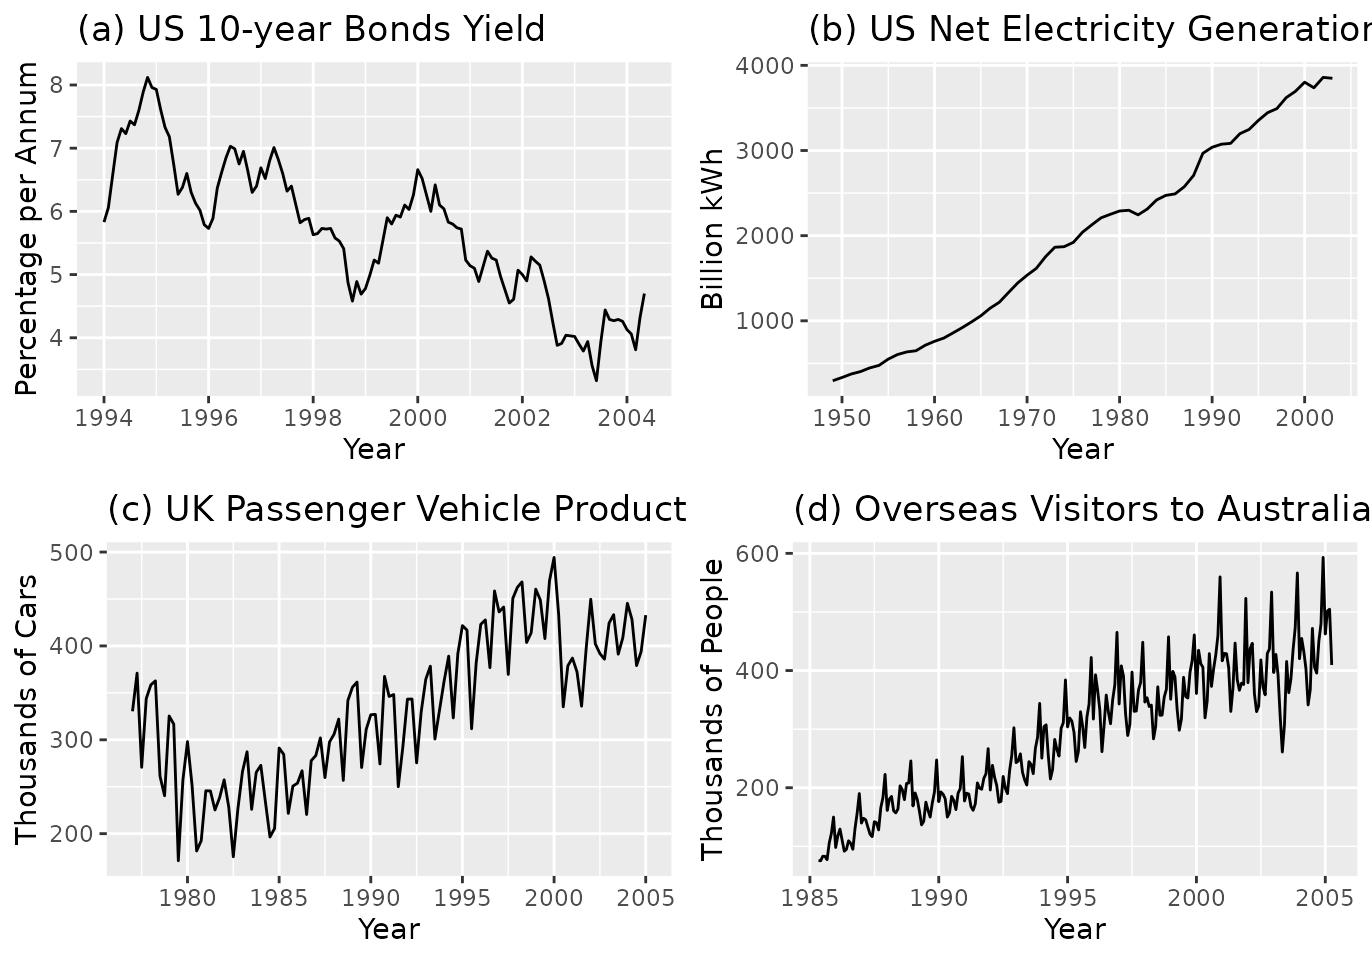 (a) US 10-year Bonds Yield
Percentage per Annum
8
7
6
5
4
1994 1996 1998 2000 2002 2004
Year
(b) US Net Electricity Generation
Billion kWh
4000
3000
2000
1000
1950 1960 1970 1980 1990 2000
Year
(c) UK Passenger Vehicle Product
Thousands of Cars
500
400
300
200
1980 1985 1990 1995 2000 2005
Year
(d) Overseas Visitors to Australia
Thousands of People
600
400
200
1985 1990 1995 2000 2005
Year